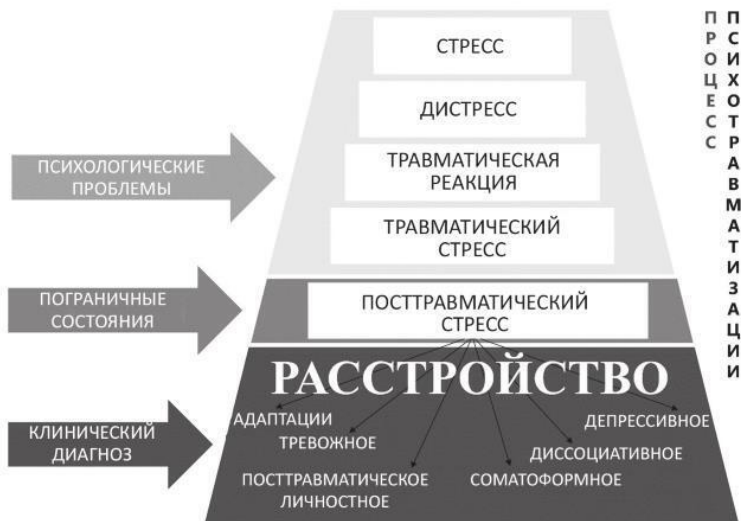 СТРЕСС
ДИСТРЕСС
ТРАВМАТИЧЕСКАЯ
РЕАКЦИЯ
ТРАВМАТИЧЕСКИЙ
СТРЕСС
ПСИХОЛОГИЧЕСКИЕ
ПРОБЛЕМЫ
ПОГРАНИЧНЫЕ
СОСТОЯНИЯ
ПОСТТРАВМАТИЧЕСКИЙ
СТРЕСС
КЛИНИЧЕСКИЙ
ДИАГНОЗ
РАССТРОЙСТВО
АДАПТАЦИИ
ТРЕВОЖНОЕ
ПОСТТРАВМАТИЧЕСКОЕ
ЛИЧНОСТНОЕ
СОМАТОФОРМНОЕ
ДИССОЦИАТИВНОЕ
ДЕПРЕССИВНОЕ
ПРОЦЕСС
ПСИХОТРАВМАТИЗАЦИИ